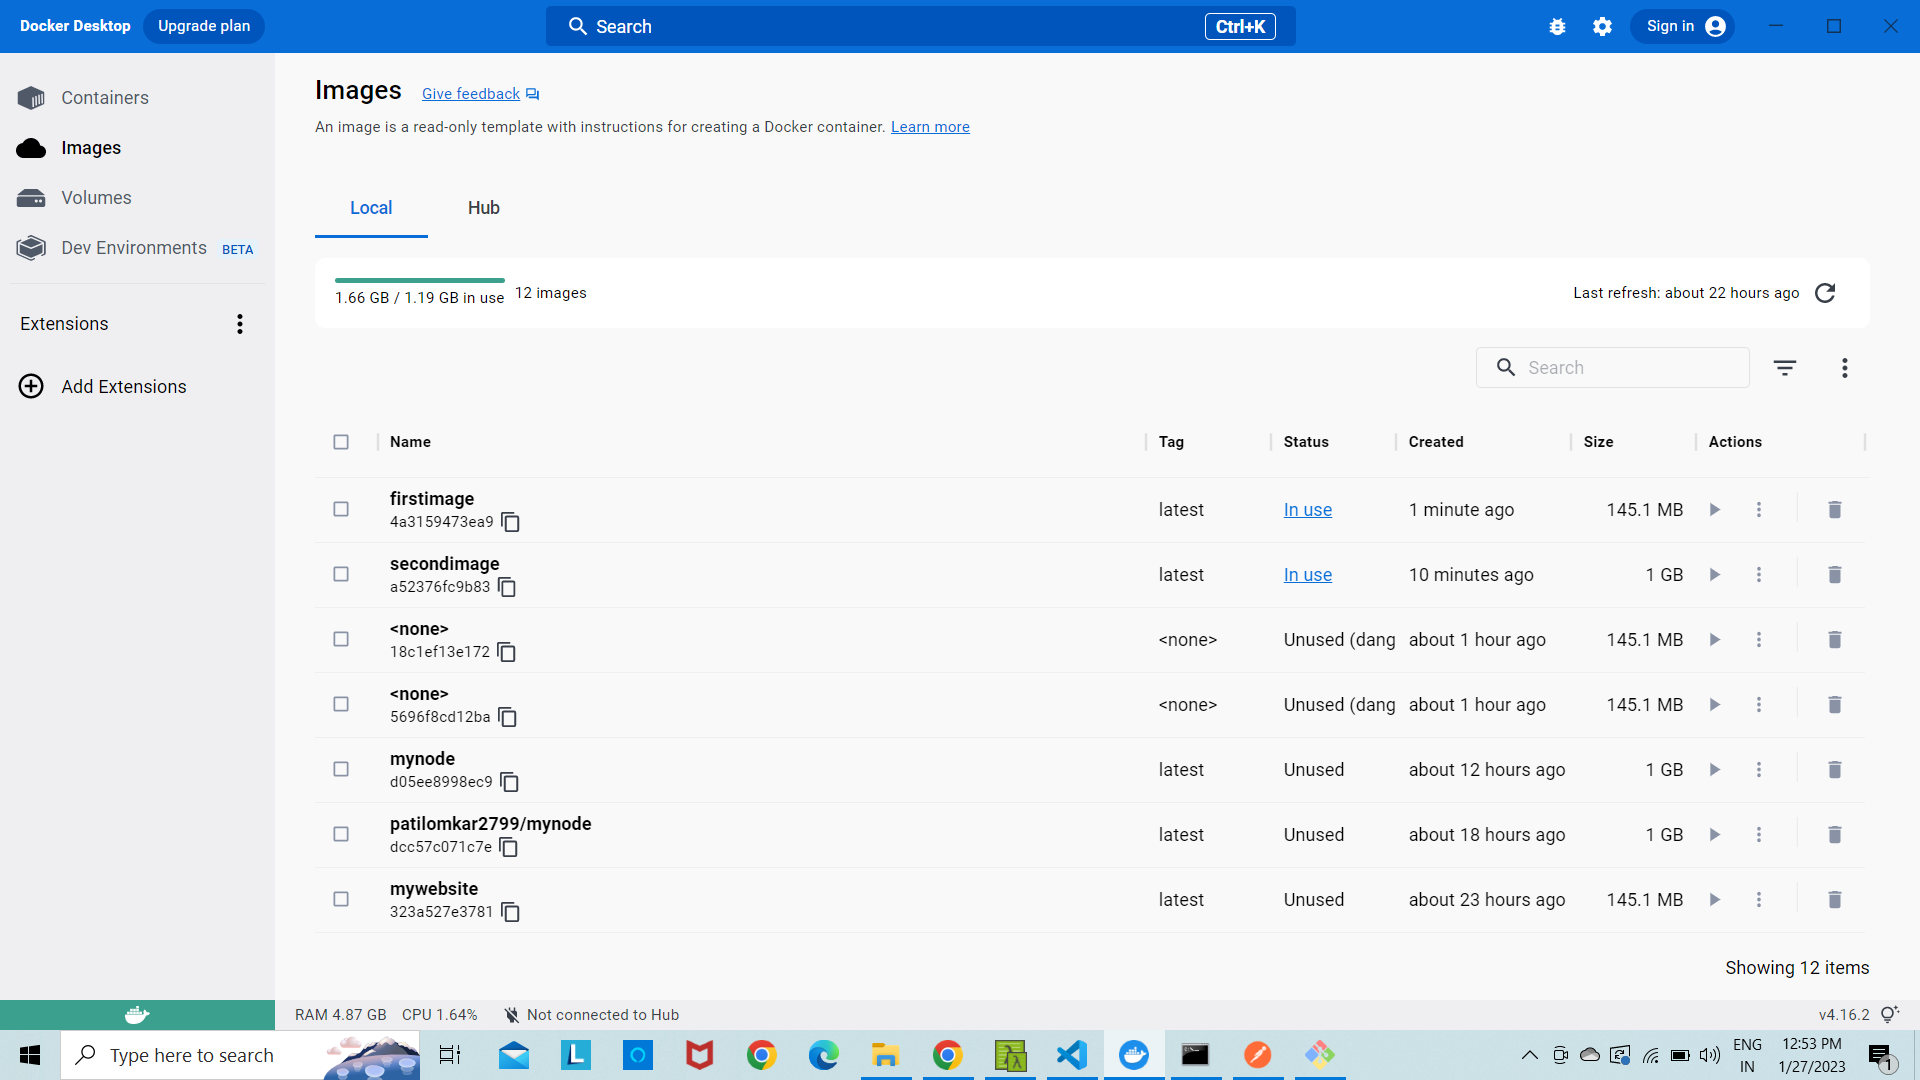 Docker Desktop Upgrade plan Search Ctrl+K Sign in
Containers
Images
Volumes
Dev Environments BETA
Extensions
Add Extensions
Images Give feedback
An image is a read-only template with instructions for creating a Docker container. Learn more
Local Hub
1.66 GB / 1.19 GB in use 12 images Last refresh: about 22 hours ago
Search
Name Tag Status Created Size Actions
firstimage
4a3159473ea9 latest In use 1 minute ago 145.1 MB
secondimage
a52376fc9b83 latest In use 10 minutes ago 1 GB
<none>
18c1ef13e172 <none> Unused (dang about 1 hour ago 145.1 MB
<none>
5696f8cd12ba <none> Unused (dang about 1 hour ago 145.1 MB
mynode
d05ee8998ec9 latest Unused about 12 hours ago 1 GB
patilomkar2799/mynode
dcc57c071c7e latest Unused about 18 hours ago 1 GB
mywebsite
323a527e3781 latest Unused about 23 hours ago 145.1 MB
Showing 12 items
RAM 4.87 GB CPU 1.64% Not connected to Hub v4.16.2
Type here to search L ENG 12:53 PM
IN 1/27/2023 1